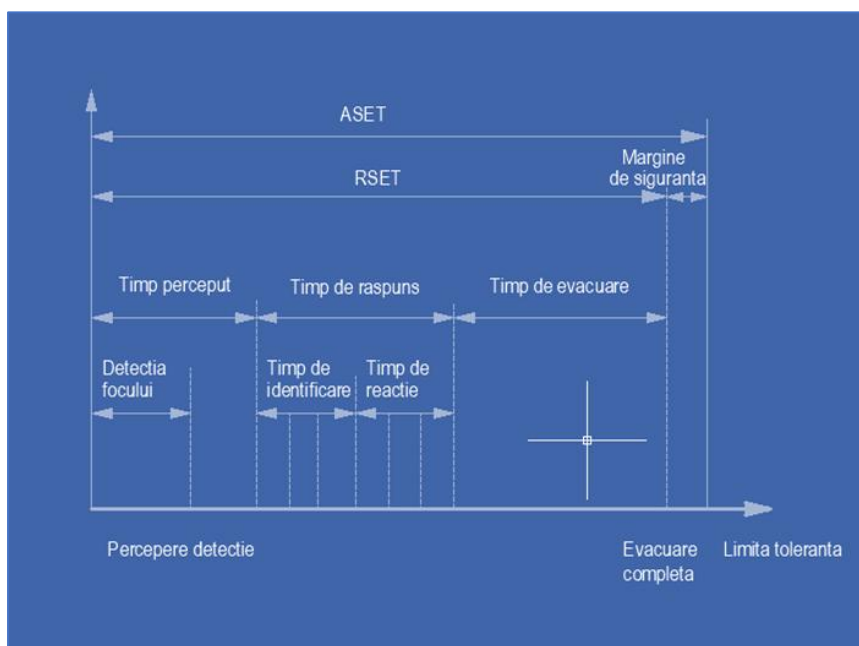 ASET
Margine
de siguranta
RSET
Timp perceput
Timp de raspuns
Timp de evacuare
Detectia
focului
Timp de
identificare
Timp de
reactie
Percepere detectie
Evacuare
completa
Limita toleranta